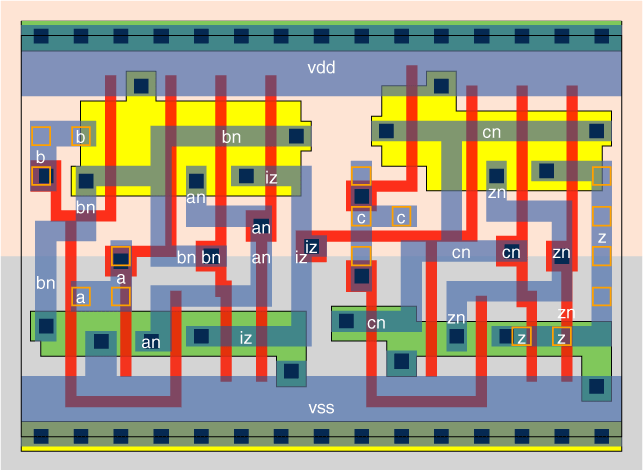 vdd
b bn cn
b
iz
an zn
bn
c c
an
z
iz
bn bn an iz cn cn zn
a
bn
a
zn
cn zn
an iz z z
vss